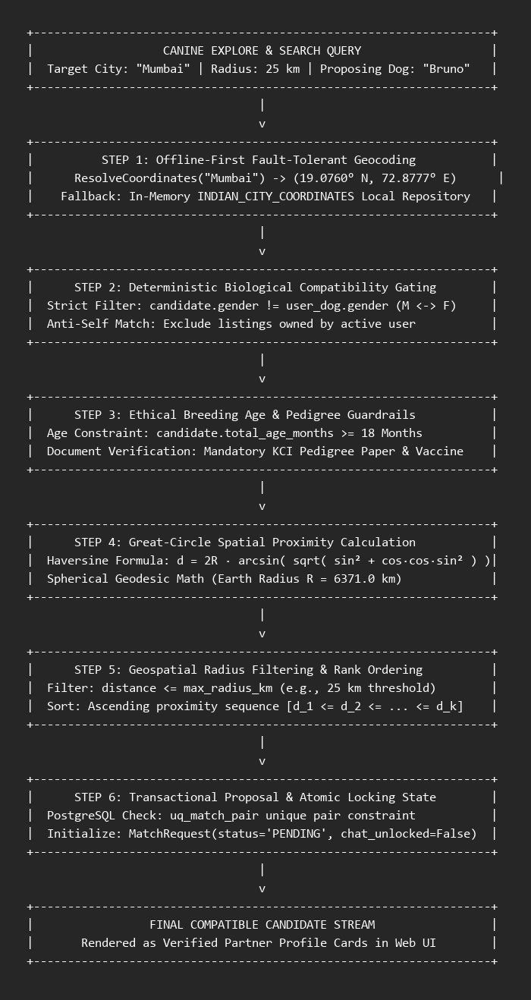 +-------------------------------------------------------------------+
|                   CANINE EXPLORE & SEARCH QUERY                   |
|  Target City: "Mumbai" | Radius: 25 km | Proposing Dog: "Bruno"   |
+-------------------------------------------------------------------+
                                  |
                                  v
+-------------------------------------------------------------------+
|          STEP 1: Offline-First Fault-Tolerant Geocoding           |
|      ResolveCoordinates("Mumbai") -> (19.0760° N, 72.8777° E)      |
|    Fallback: In-Memory INDIAN_CITY_COORDINATES Local Repository   |
+-------------------------------------------------------------------+
                                  |
                                  v
+-------------------------------------------------------------------+
|      STEP 2: Deterministic Biological Compatibility Gating        |
|  Strict Filter: candidate.gender != user_dog.gender (M <-> F)     |
|  Anti-Self Match: Exclude listings owned by active user           |
+-------------------------------------------------------------------+
                                  |
                                  v
+-------------------------------------------------------------------+
|      STEP 3: Ethical Breeding Age & Pedigree Guardrails           |
|  Age Constraint: candidate.total_age_months >= 18 Months          |
|  Document Verification: Mandatory KCI Pedigree Paper & Vaccine    |
+-------------------------------------------------------------------+
                                  |
                                  v
+-------------------------------------------------------------------+
|      STEP 4: Great-Circle Spatial Proximity Calculation           |
|  Haversine Formula: d = 2R · arcsin( sqrt( sin² + cos·cos·sin² ) )|
|  Spherical Geodesic Math (Earth Radius R = 6371.0 km)             |
+-------------------------------------------------------------------+
                                  |
                                  v
+-------------------------------------------------------------------+
|      STEP 5: Geospatial Radius Filtering & Rank Ordering          |
|  Filter: distance <= max_radius_km (e.g., 25 km threshold)        |
|  Sort: Ascending proximity sequence [d_1 <= d_2 <= ... <= d_k]    |
+-------------------------------------------------------------------+
                                  |
                                  v
+-------------------------------------------------------------------+
|      STEP 6: Transactional Proposal & Atomic Locking State        |
|  PostgreSQL Check: uq_match_pair unique pair constraint           |
|  Initialize: MatchRequest(status='PENDING', chat_unlocked=False)  |
+-------------------------------------------------------------------+
                                  |
                                  v
+-------------------------------------------------------------------+
|                 FINAL COMPATIBLE CANDIDATE STREAM                 |
|       Rendered as Verified Partner Profile Cards in Web UI        |
+-------------------------------------------------------------------+